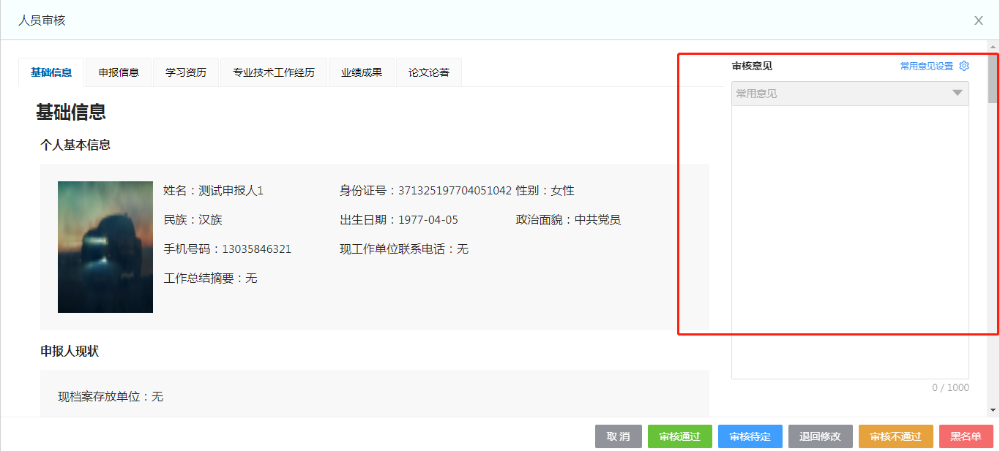 人员审核
X
基础信息 申报信息 学习资历 专业技术工作经历 业绩成果 论文论著
审核意见 常用意见设置
常用意见
基础信息
个人基本信息
姓名：测试申报人1 身份证号：371325197704051042 性别：女性
民族：汉族 出生日期：1977-04-05 政治面貌：中共党员
手机号码：13035846321 现工作单位联系电话：无
工作总结摘要：无
申报人现状
现档案存放单位：无
0 / 1000
取 消 审核通过 审核待定 退回修改 审核不通过 黑名单